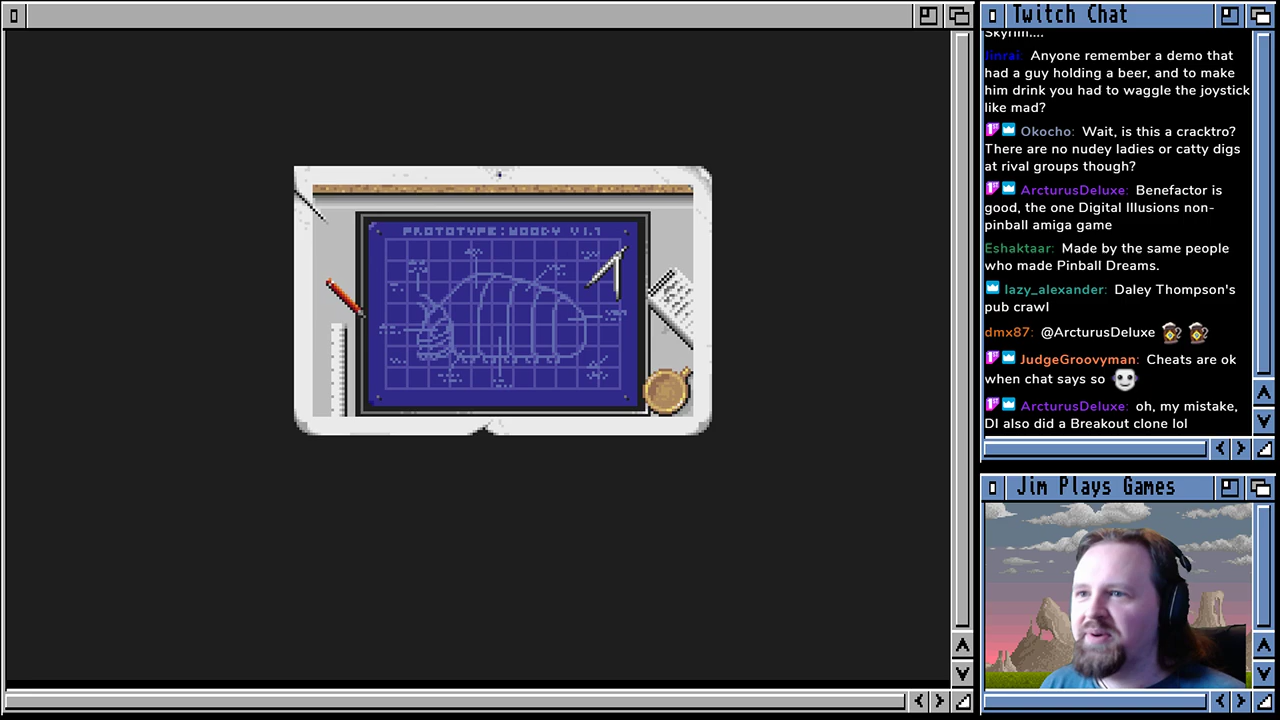 Twitch Chat
Skyrim....
Jinrai: Anyone remember a demo that
had a guy holding a beer, and to make
him drink you had to waggle the joystick
like mad?
Okocho: Wait, is this a cracktro?
There are no nudey ladies or catty digs
at rival groups though?
ArcturusDeluxe: Benefactor is
good, the one Digital Illusions non-
pinball amiga game
Eshaktaar: Made by the same people
who made Pinball Dreams.
lazy_alexander: Daley Thompson's
pub crawl
dmx87: @ArcturusDeluxe
JudgeGroovyman: Cheats are ok
when chat says so
ArcturusDeluxe: oh, my mistake,
DI also did a Breakout clone lol
PROTOTYPE:MOODY V1.1
Jim Plays Games